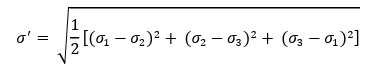 σ′ = √(1/2 [(σ₁ − σ₂)² + (σ₂ − σ₃)² + (σ₃ − σ₁)²])